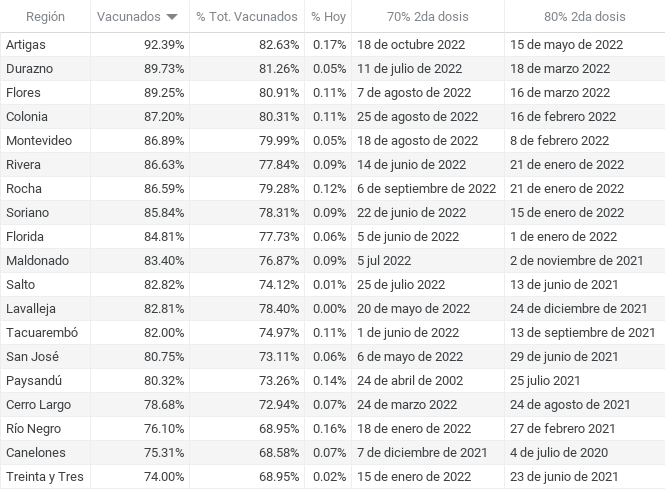 Región Vacunados % Tot. Vacunados % Hoy 70% 2da dosis 80% 2da dosis
Artigas 92.39% 82.63% 0.17% 18 de octubre 2022 15 de mayo de 2022
Durazno 89.73% 81.26% 0.05% 11 de julio de 2022 18 de marzo 2022
Flores 89.25% 80.91% 0.11% 7 de agosto de 2022 16 de marzo 2022
Colonia 87.20% 80.31% 0.11% 25 de agosto de 2022 16 de febrero 2022
Montevideo 86.89% 79.99% 0.05% 18 de agosto de 2022 8 de febrero 2022
Rivera 86.63% 77.84% 0.09% 14 de junio de 2022 21 de enero de 2022
Rocha 86.59% 79.28% 0.12% 6 de septiembre de 2022 21 de enero de 2022
Soriano 85.84% 78.31% 0.09% 22 de junio de 2022 15 de enero de 2022
Florida 84.81% 77.73% 0.06% 5 de junio de 2022 1 de enero de 2022
Maldonado 83.40% 76.87% 0.09% 5 jul 2022 2 de noviembre de 2021
Salto 82.82% 74.12% 0.01% 25 de julio de 2022 13 de junio de 2021
Lavalleja 82.81% 78.40% 0.00% 20 de mayo de 2022 24 de diciembre de 2021
Tacuarembó 82.00% 74.97% 0.11% 1 de junio de 2022 13 de septiembre de 2021
San José 80.75% 73.11% 0.06% 6 de mayo de 2022 29 de junio de 2021
Paysandú 80.32% 73.26% 0.14% 24 de abril de 2002 25 julio 2021
Cerro Largo 78.68% 72.94% 0.07% 24 de marzo de 2022 24 de agosto de 2021
Río Negro 76.10% 68.95% 0.16% 18 de enero de 2022 27 de febrero 2021
Canelones 75.31% 68.58% 0.07% 7 de diciembre de 2021 4 de julio de 2020
Treinta y Tres 74.00% 68.95% 0.02% 15 de enero de 2022 23 de junio de 2021